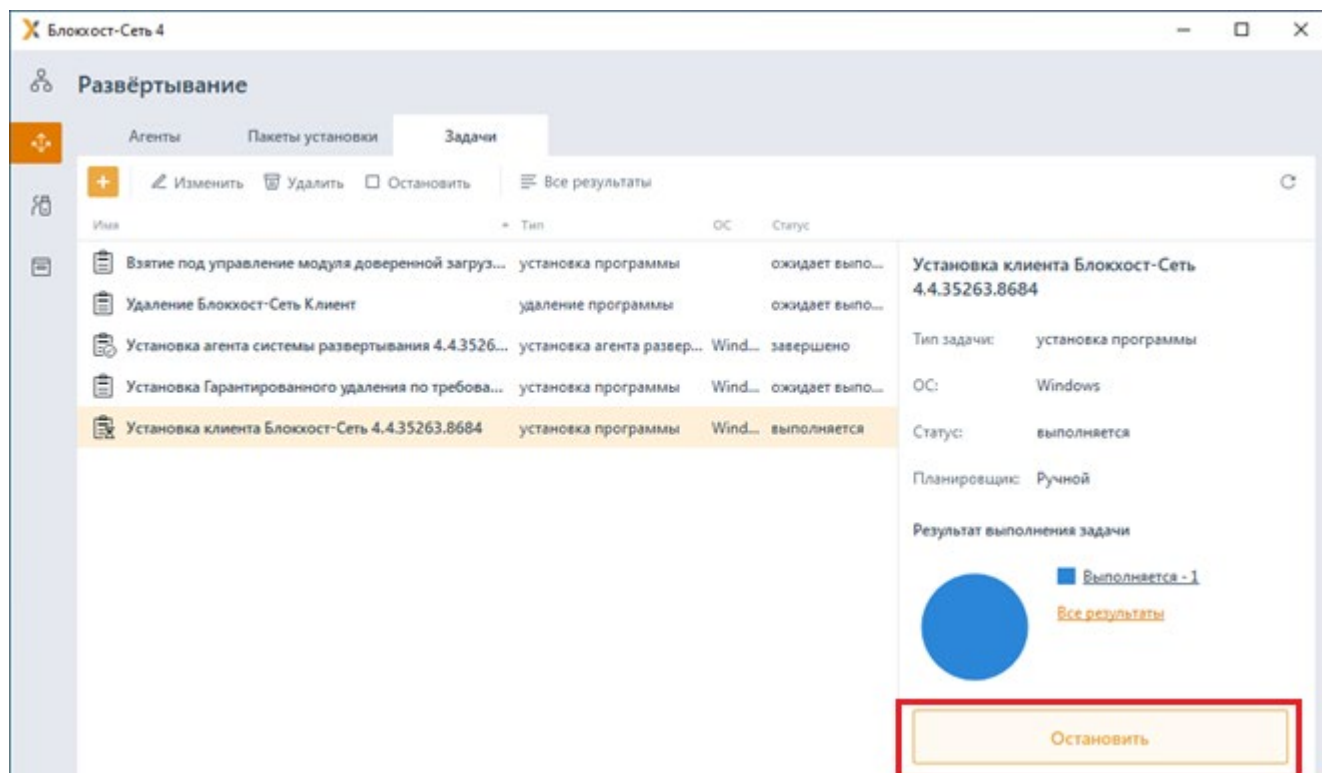 Блокхост-Сеть 4
Развёртывание
Агенты Пакеты установки Задачи
Изменить Удалить Остановить Все результаты
Имя Тип ОС Статус
Взятие под управление модуля доверенной загруз... установка программы ожидает выпо...
Удаление Блокхост-Сеть Клиент удаление программы ожидает выпо...
Установка агента системы развертывания 4.4.3526... установка агента развер... Wind... завершено
Установка Гарантированного удаления по требова... установка программы Wind... ожидает выпо...
Установка клиента Блокхост-Сеть 4.4.35263.8684 установка программы Wind... выполняется
Установка клиента Блокхост-Сеть
4.4.35263.8684
Тип задачи: установка программы
ОС: Windows
Статус: выполняется
Планировщик: Ручной
Результат выполнения задачи
Выполняется - 1
Все результаты
Остановить